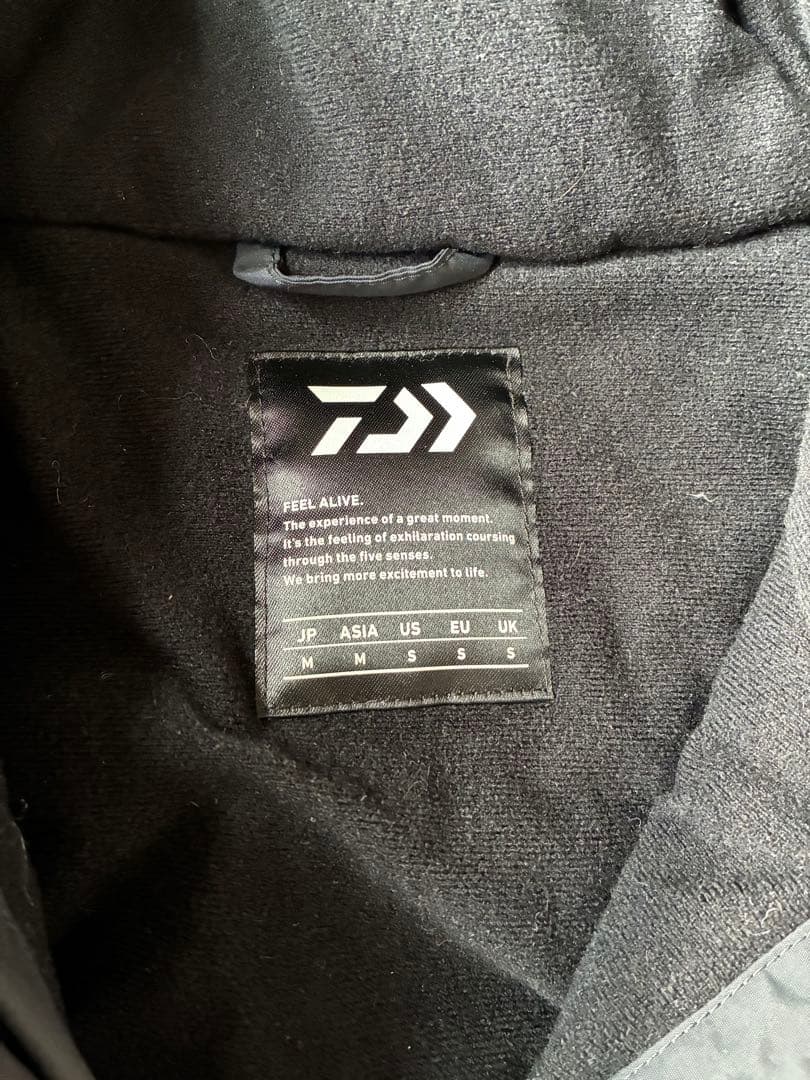 FEEL ALIVE.
The experience of a great moment.
It's the feeling of exhilaration coursing
through the five senses.
We bring more excitement to life.
JP ASIA US EU UK
M M S S S